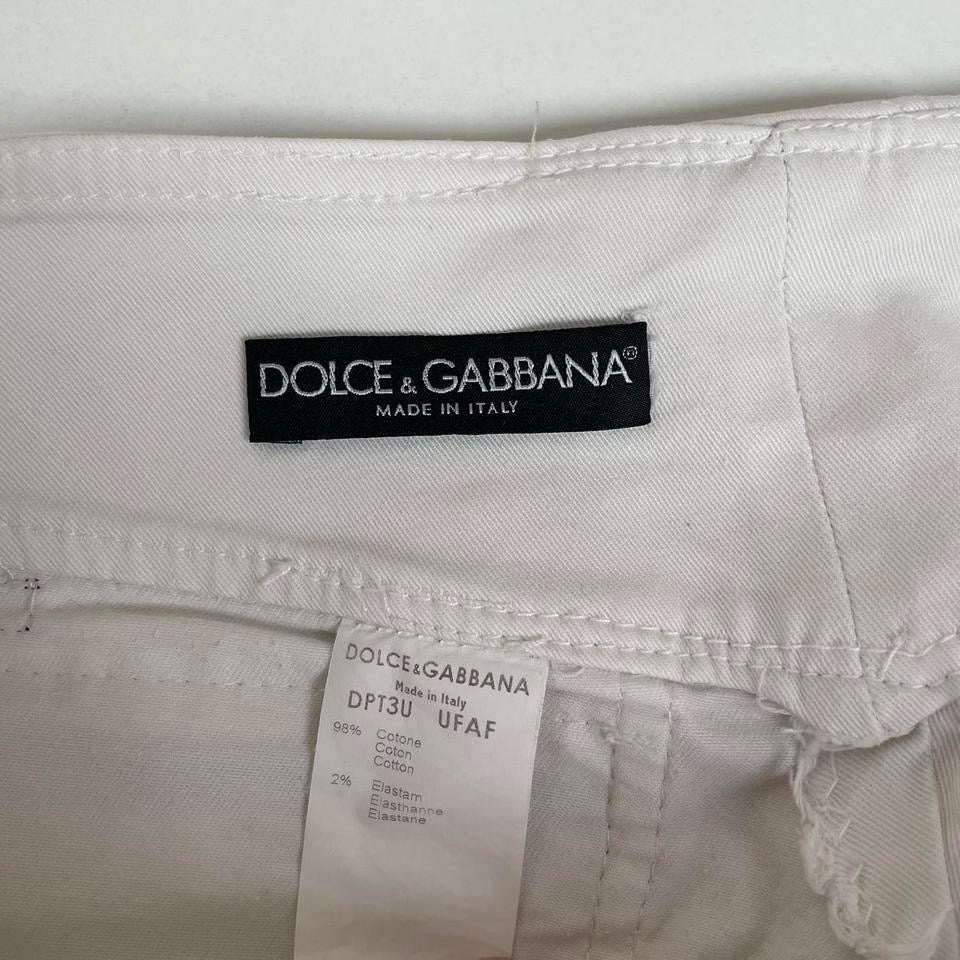 DOLCE & GABBANA®
MADE IN ITALY
DOLCE & GABBANA
Made in Italy
DPT3U UFAF
98% Cotone
Coton
Cotton
2% Elastam
Elasthanne
Elastane